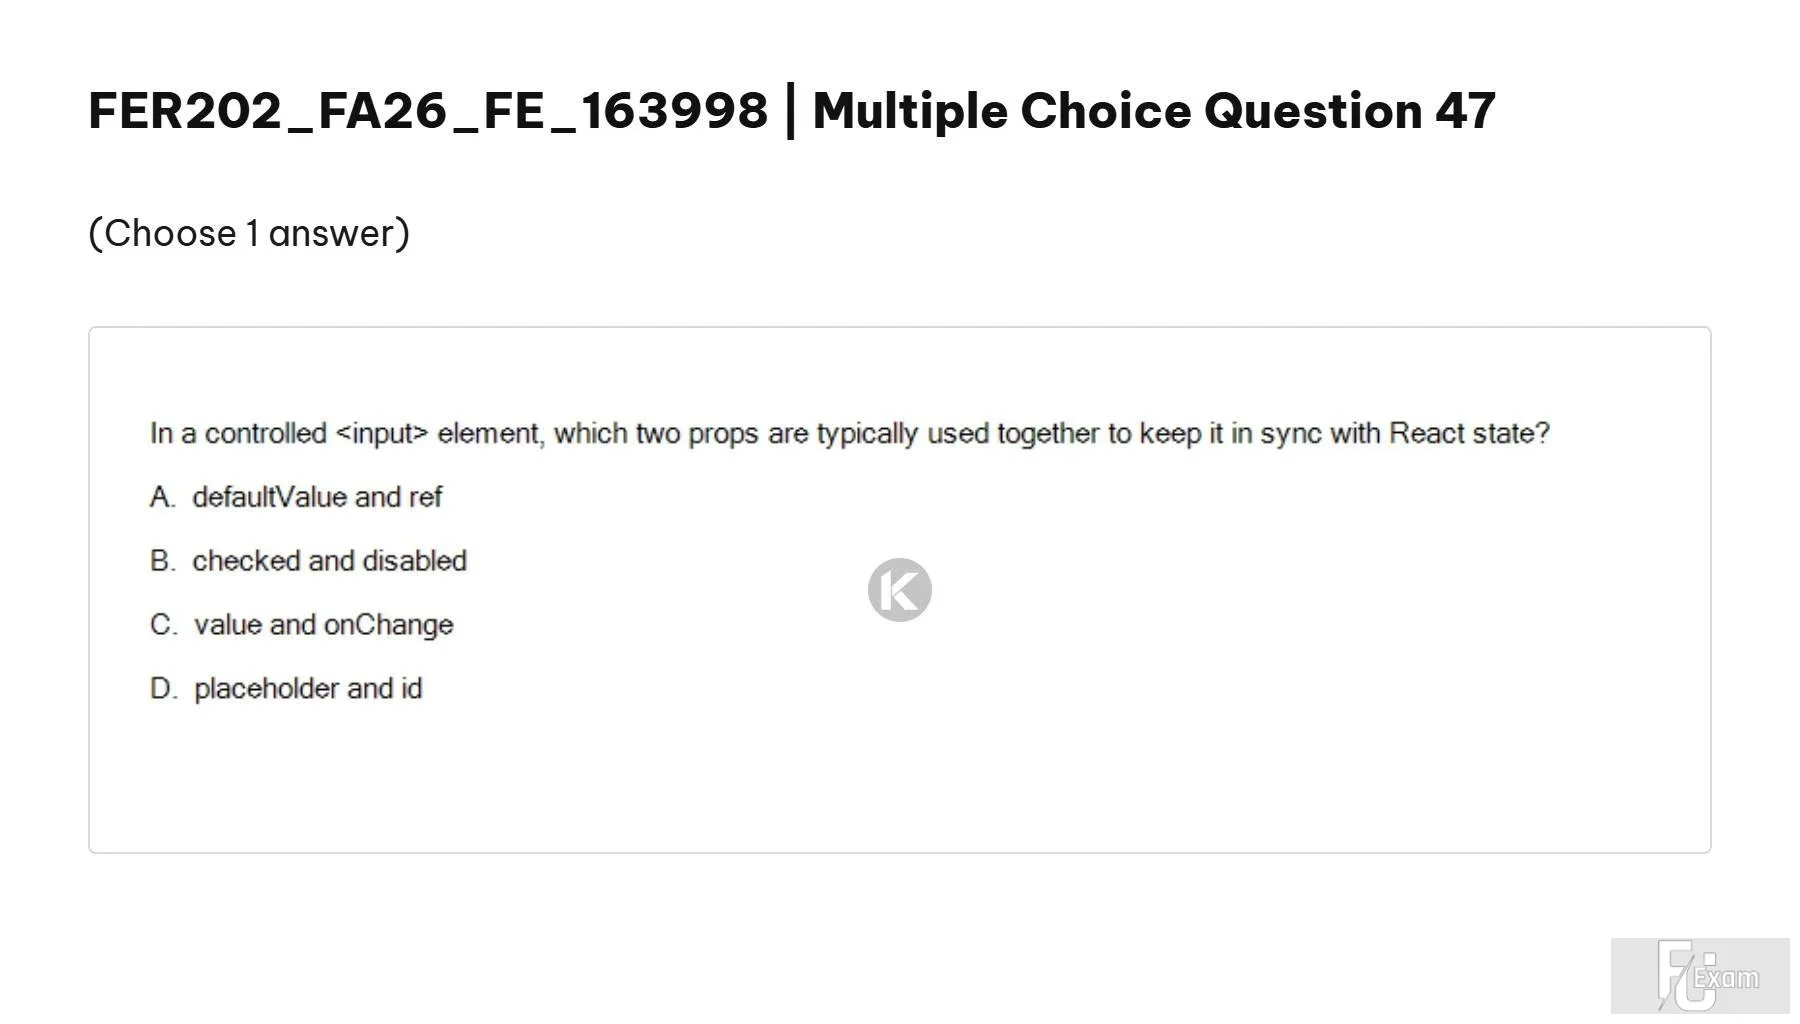 FER202_FA26_FE_163998 | Multiple Choice Question 47
(Choose 1 answer)
In a controlled <input> element, which two props are typically used together to keep it in sync with React state?
A. defaultValue and ref
B. checked and disabled
C. value and onChange
D. placeholder and id
K
FU Exam